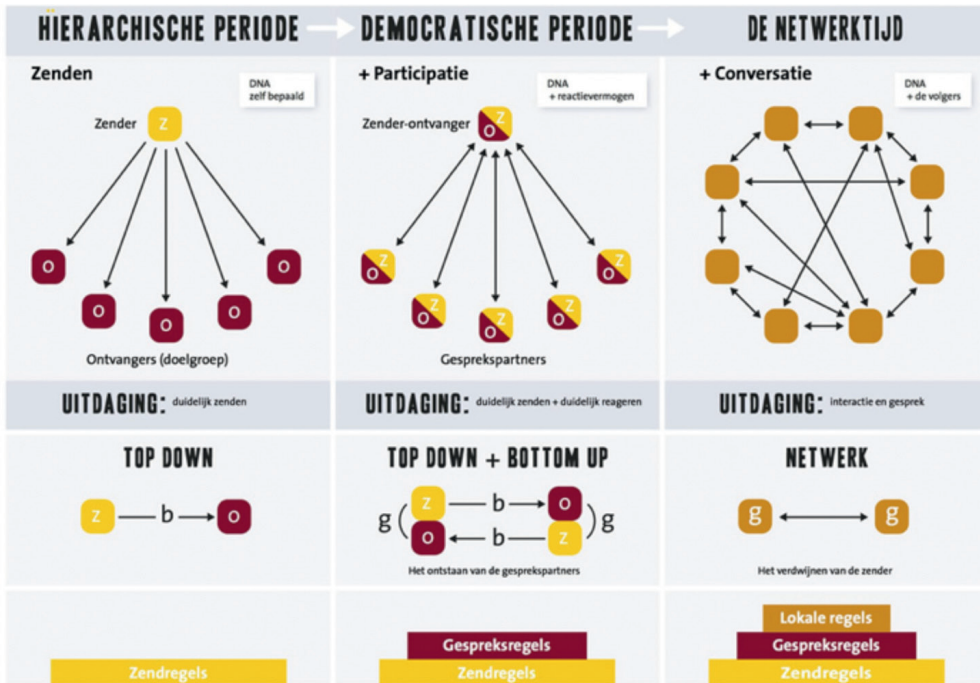 HIERARCHISCHE PERIODE
DEMOCRATISCHE PERIODE
DE NETWERKTIJD
Zenden
DNA
zelf bepaald
Zender
z
o
o
o
o
o
Ontvangers (doelgroep)
+ Participatie
DNA
+ reactievermogen
Zender-ontvanger
z
o
z
o
z
o
z
o
z
o
z
o
Gesprekspartners
+ Conversatie
DNA
+ de volgers
UITDAGING: duidelijk zenden
UITDAGING: duidelijk zenden + duidelijk reageren
UITDAGING: interactie en gesprek
TOP DOWN
z b o
TOP DOWN + BOTTOM UP
z b o
g g
o b z
Het ontstaan van de gesprekspartners
NETWERK
g g
Het verdwijnen van de zender
Zendregels
Gespreksregels
Zendregels
Lokale regels
Gespreksregels
Zendregels